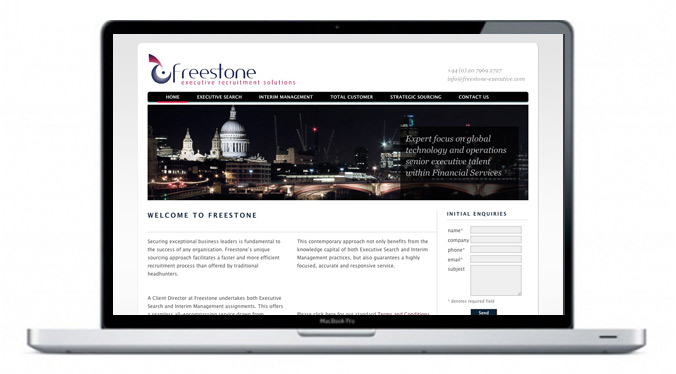 freestone
executive recruitment solutions
+44 (0) 20 7969 2727
info@freestone-executive.com
HOME EXECUTIVE SEARCH INTERIM MANAGEMENT TOTAL CUSTOMER STRATEGIC SOURCING CONTACT US
Expert focus on global
technology and operations
senior executive talent
within Financial Services
WELCOME TO FREESTONE
Securing exceptional business leaders is fundamental to
the success of any organisation. Freestone's unique
sourcing approach facilitates a faster and more efficient
recruitment process than offered by traditional
headhunters.
A Client Director at Freestone undertakes both Executive
Search and Interim Management assignments. This offers
a seamless, all-encompassing service drawn from
This contemporary approach not only benefits from the
knowledge capital of both Executive Search and Interim
Management practices, but also guarantees a highly
focused, accurate and responsive service.
Please click here for our standard Terms and Conditions
INITIAL ENQUIRIES
name*
company
phone*
email*
subject
* denotes required field
Send
MacBook Pro